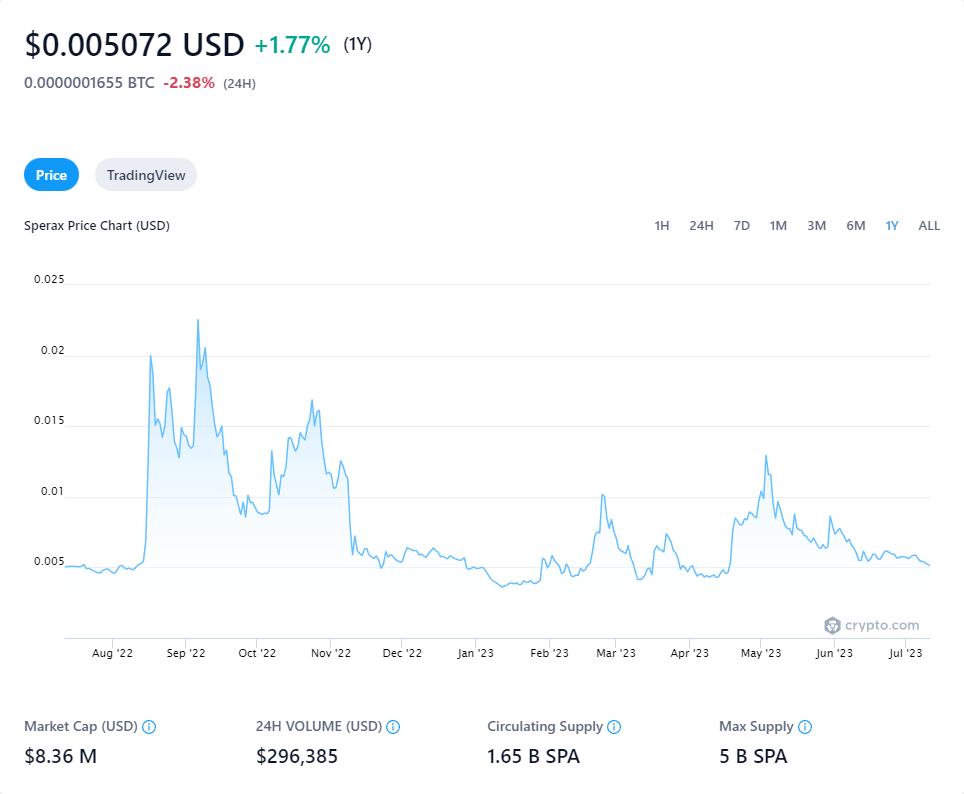 $0.005072 USD +1.77% (1Y)
0.0000001655 BTC -2.38% (24H)
Price TradingView
Sperax Price Chart (USD) 1H 24H 7D 1M 3M 6M 1Y ALL
0.025
0.02
0.015
0.01
0.005
crypto.com
Aug '22 Sep '22 Oct '22 Nov '22 Dec '22 Jan '23 Feb '23 Mar '23 Apr '23 May '23 Jun '23 Jul '23
Market Cap (USD) 24H VOLUME (USD) Circulating Supply Max Supply
$8.36 M $296,385 1.65 B SPA 5 B SPA